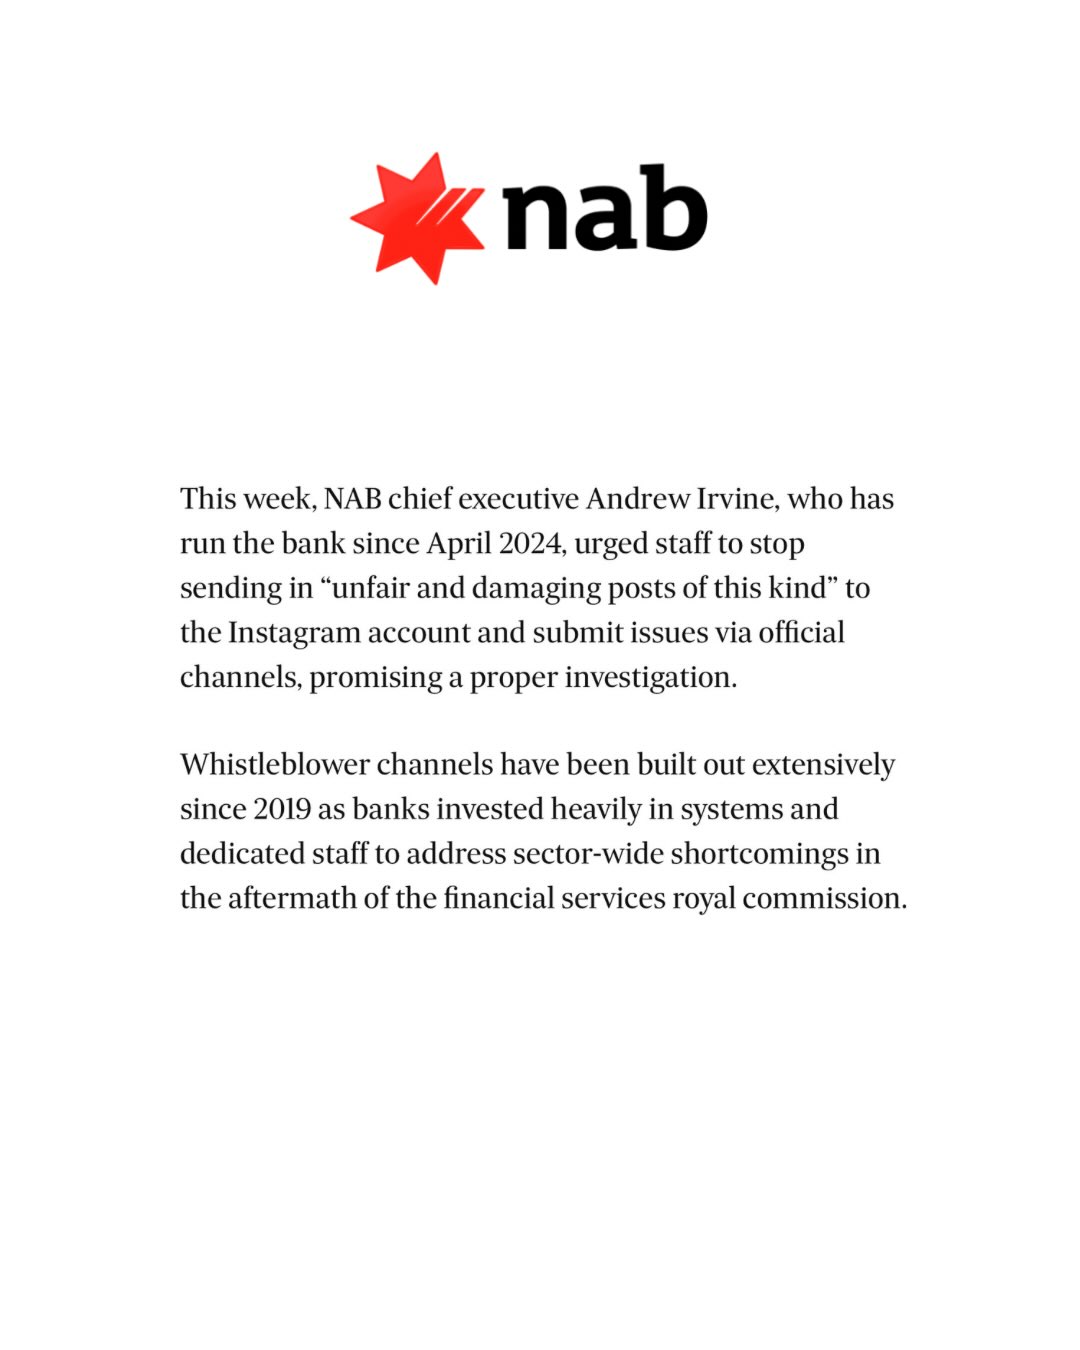 nab
This week, NAB chief executive Andrew Irvine, who has
run the bank since April 2024, urged staff to stop
sending in “unfair and damaging posts of this kind” to
the Instagram account and submit issues via official
channels, promising a proper investigation.
Whistleblower channels have been built out extensively
since 2019 as banks invested heavily in systems and
dedicated staff to address sector-wide shortcomings in
the aftermath of the financial services royal commission.